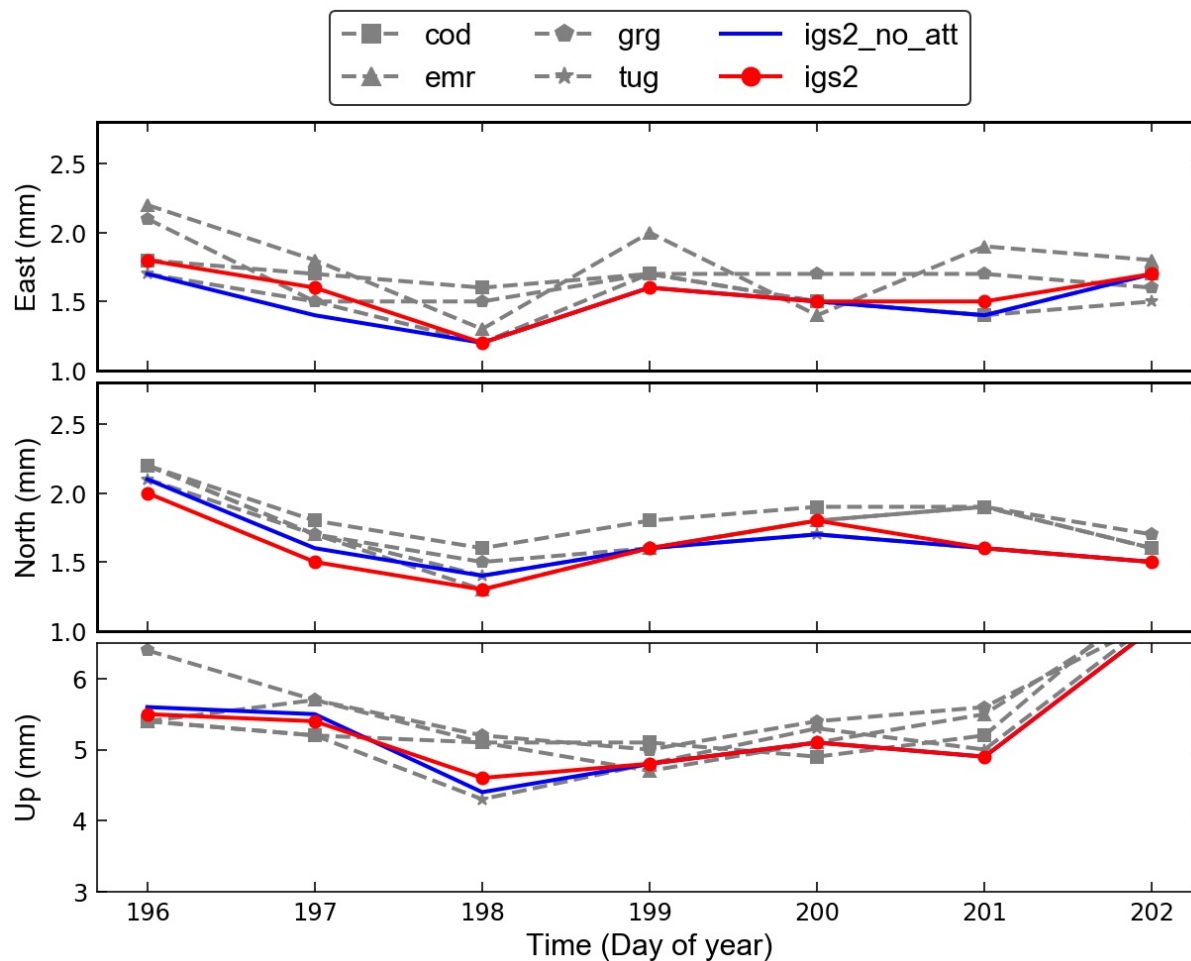 cod grg igs2_no_att
emr tug igs2
2.5
2.0
1.5
1.0
East (mm)
2.5
2.0
1.5
1.0
North (mm)
6
5
4
3
Up (mm)
196 197 198 199 200 201 202
Time (Day of year)